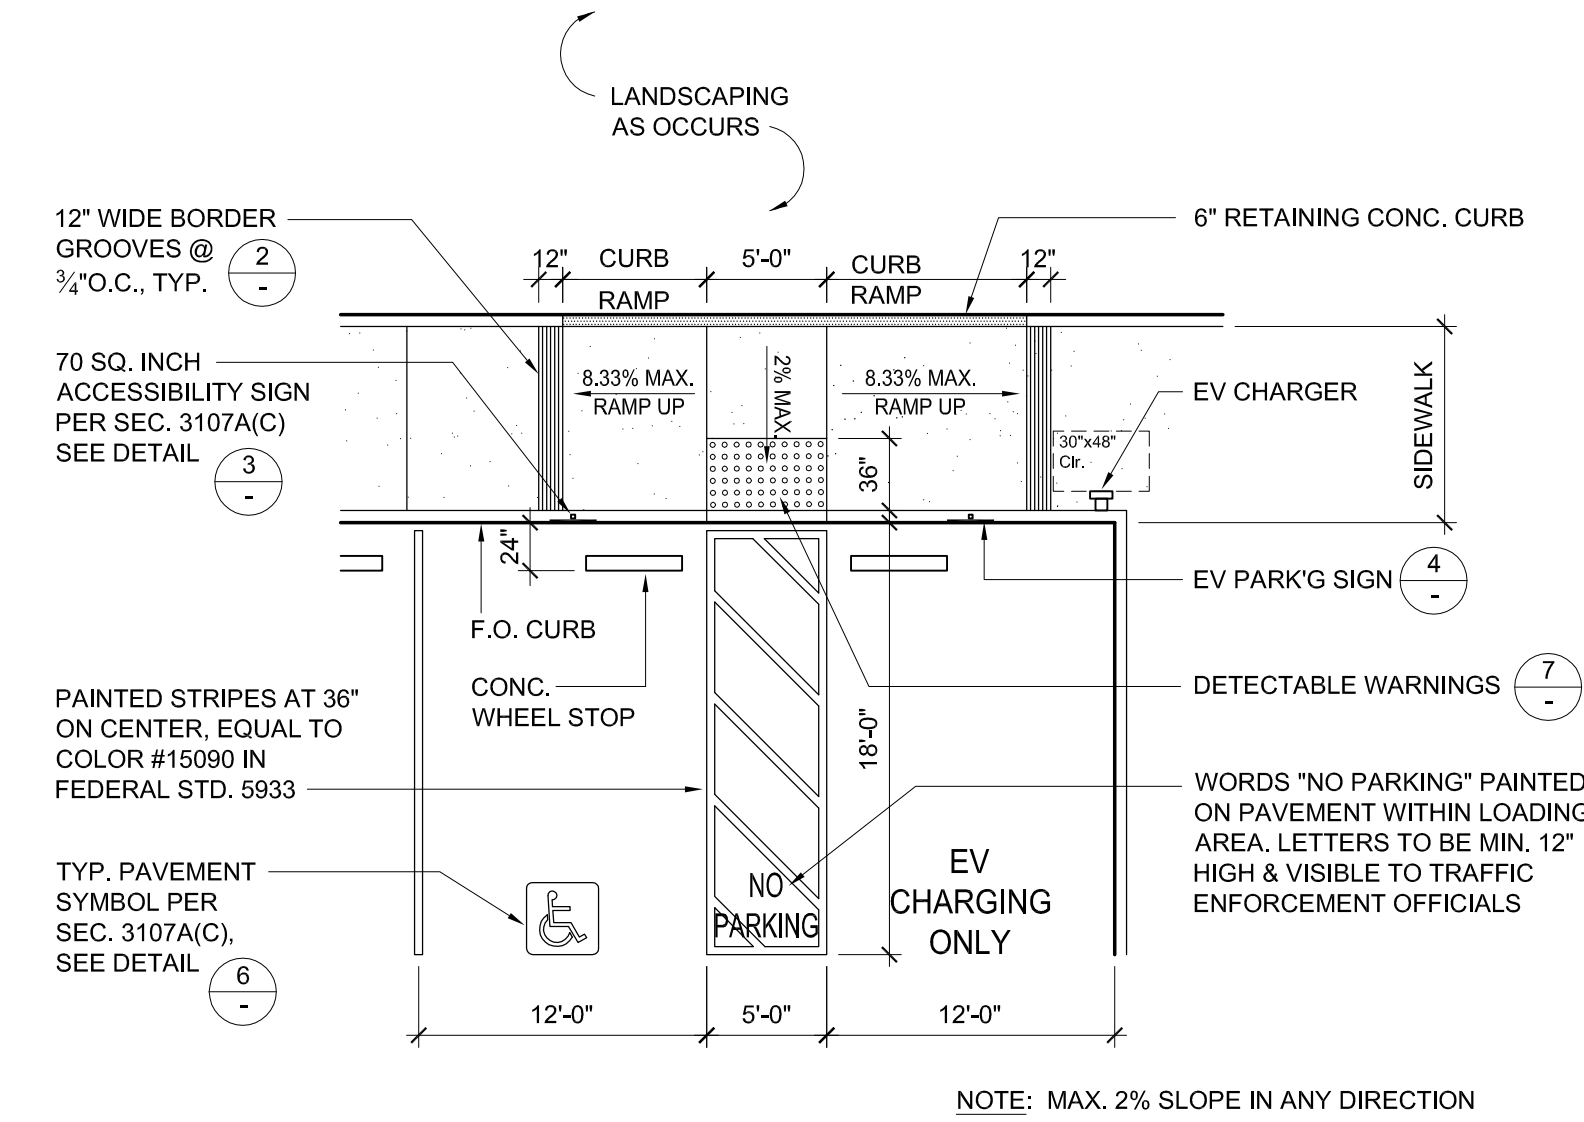 LANDSCAPING
AS OCCURS
12" WIDE BORDER
GROOVES @
¾"O.C., TYP.
2
-
12"
CURB
RAMP
5'-0"
CURB
RAMP
12"
6" RETAINING CONC. CURB
70 SQ. INCH
ACCESSIBILITY SIGN
PER SEC. 3107A(C)
SEE DETAIL
3
-
8.33% MAX.
RAMP UP
2% MAX.
8.33% MAX.
RAMP UP
EV CHARGER
30"x48"
Clr.
SIDEWALK
36"
24"
F.O. CURB
EV PARK'G SIGN
4
-
CONC.
WHEEL STOP
DETECTABLE WARNINGS
7
-
PAINTED STRIPES AT 36"
ON CENTER, EQUAL TO
COLOR #15090 IN
FEDERAL STD. 5933
18'-0"
WORDS "NO PARKING" PAINTED
ON PAVEMENT WITHIN LOADING
AREA. LETTERS TO BE MIN. 12"
HIGH & VISIBLE TO TRAFFIC
ENFORCEMENT OFFICIALS
TYP. PAVEMENT
SYMBOL PER
SEC. 3107A(C),
SEE DETAIL
6
-
NO
PARKING
EV
CHARGING
ONLY
12'-0"
5'-0"
12'-0"
NOTE: MAX. 2% SLOPE IN ANY DIRECTION